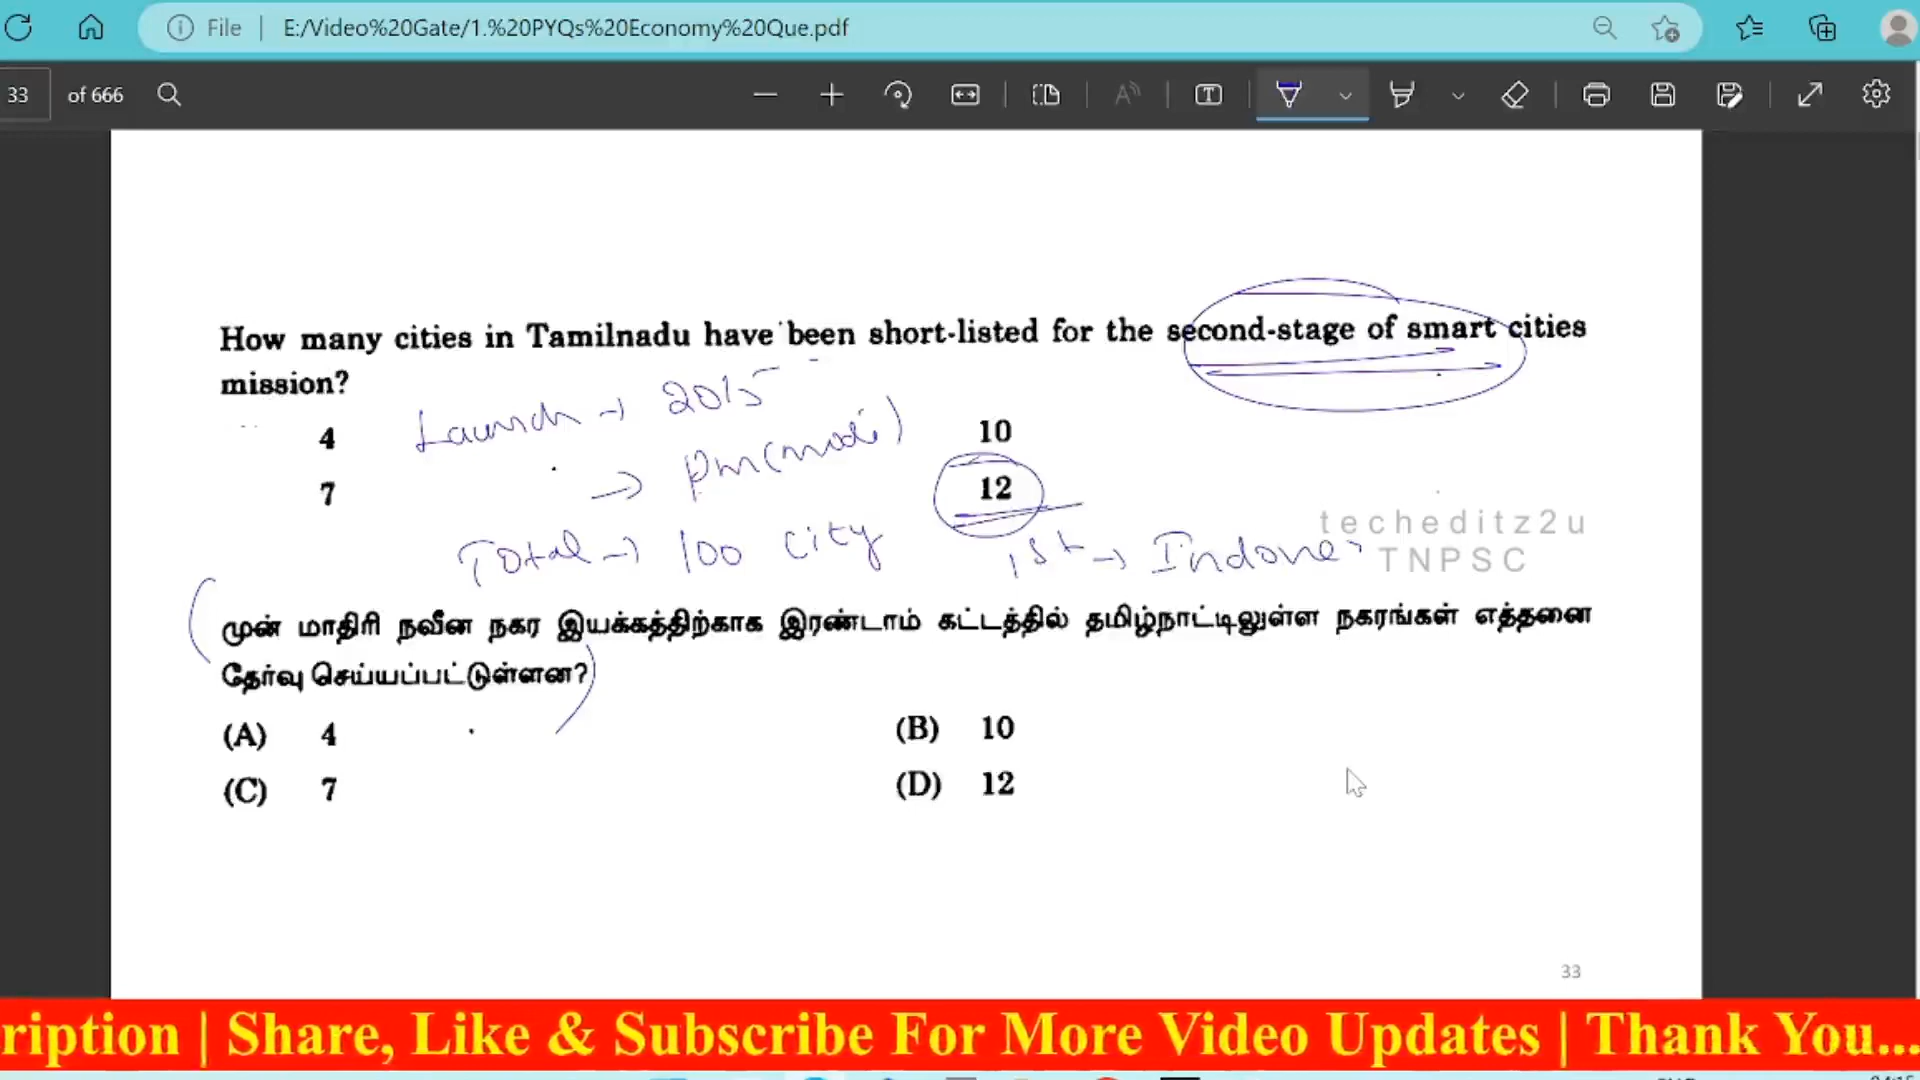 File E:/Video%20Gate/1.%20PYQs%20Economy%20Que.pdf
33 of 666
How many cities in Tamilnadu have been short-listed for the second-stage of smart cities
mission?
Launch → 2015
4 10
→ PM(modi)
7 12
techeditz2u
TNPSC
Total → 100 city 1st → Indone
முன் மாதிரி நவீன நகர இயக்கத்திற்காக இரண்டாம் கட்டத்தில் தமிழ்நாட்டிலுள்ள நகரங்கள் எத்தனை
தேர்வு செய்யப்பட்டுள்ளன?
(A) 4 (B) 10
(C) 7 (D) 12
33
ription | Share, Like & Subscribe For More Video Updates | Thank You...